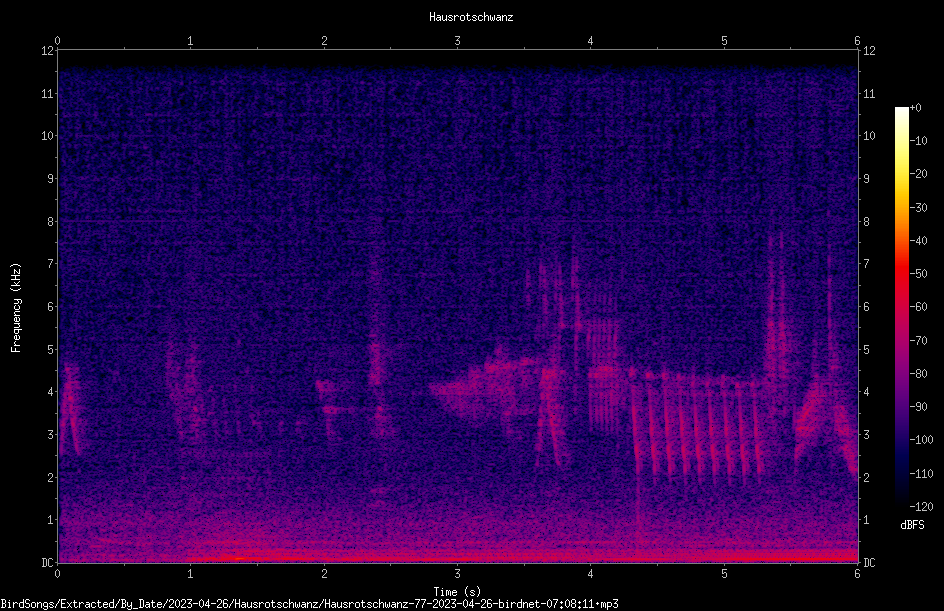 Hausrotschwanz
0 1 2 3 4 5 6
12 12
11 11 +0
10 10 -10
9 9 -20
8 8 -30
7 7 -40
Frequency (kHz) 6 6 -50
5 5 -60
4 4 -70
3 3 -80
2 2 -90
1 1 -100
DC DC -110
-120
dBFS
0 1 2 3 4 5 6
Time (s)
BirdSongs/Extracted/By_Date/2023-04-26/Hausrotschwanz/Hausrotschwanz-77-2023-04-26-birdnet-07:08:11.mp3